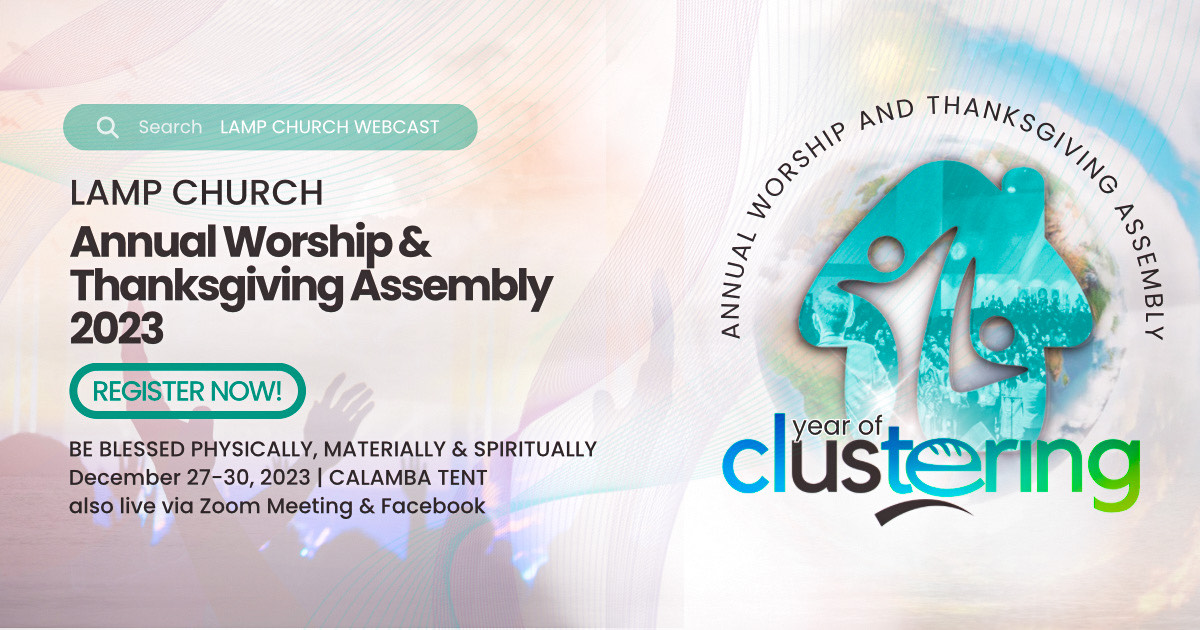 Search LAMP CHURCH WEBCAST
LAMP CHURCH
Annual Worship &
Thanksgiving Assembly
2023
REGISTER NOW!
BE BLESSED PHYSICALLY, MATERIALLY & SPIRITUALLY
December 27-30, 2023 | CALAMBA TENT
also live via Zoom Meeting & Facebook
ANNUAL WORSHIP AND THANKSGIVING ASSEMBLY
year of
clustering